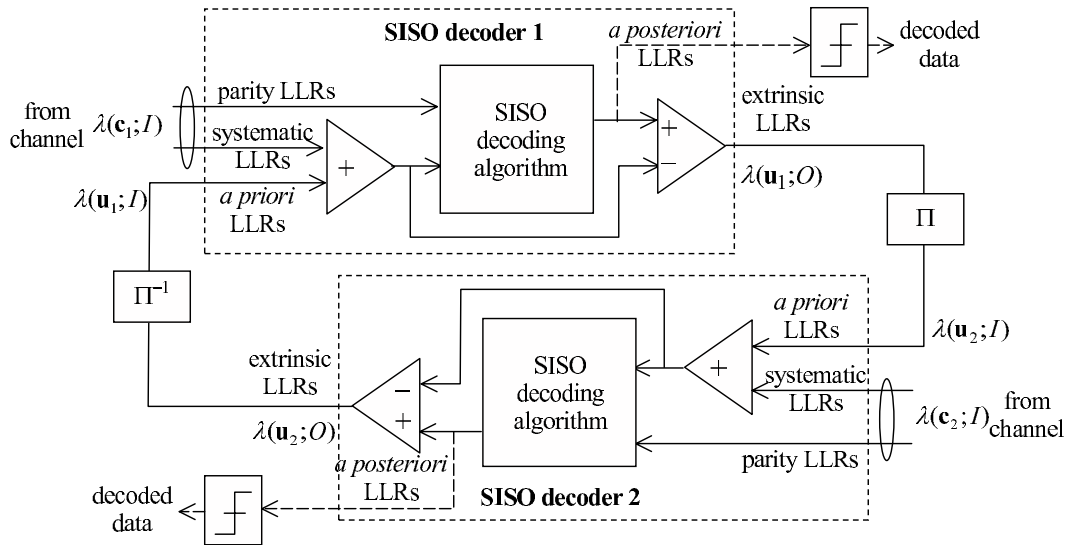 SISO decoder 1
a posteriori
LLRs
decoded
data
from
channel
λ(c₁;I)
parity LLRs
systematic
LLRs
a priori
LLRs
λ(u₁;I)
+
SISO
decoding
algorithm
+
−
extrinsic
LLRs
λ(u₁;O)
Π
Π⁻¹
a priori
LLRs
λ(u₂;I)
systematic
LLRs
parity LLRs
λ(c₂;I)
from
channel
+
SISO
decoding
algorithm
−
+
extrinsic
LLRs
λ(u₂;O)
a posteriori
LLRs
SISO decoder 2
decoded
data